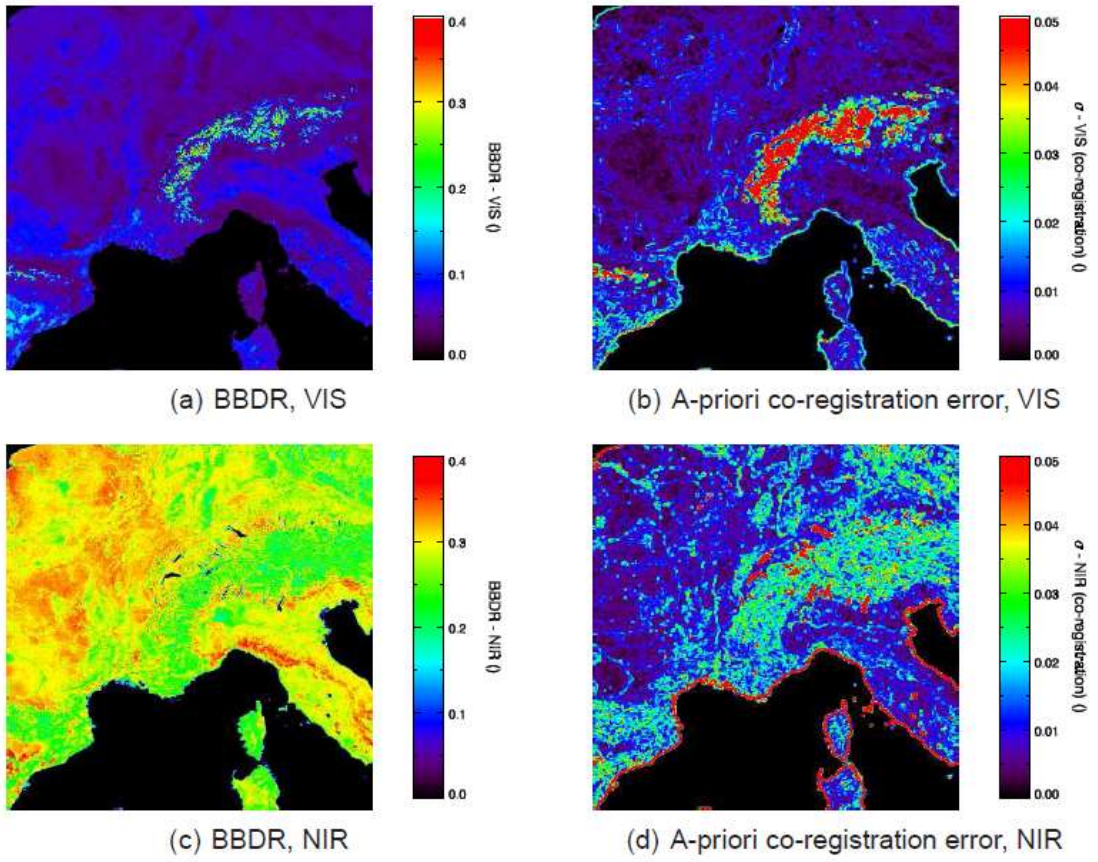 0.4
0.3
0.2
0.1
0.0
BBDR - VIS ()
0.05
0.04
0.03
0.02
0.01
0.00
σ - VIS (co-registration) ()
(a) BBDR, VIS
(b) A-priori co-registration error, VIS
0.4
0.3
0.2
0.1
0.0
BBDR - NIR ()
0.05
0.04
0.03
0.02
0.01
0.00
σ - NIR (co-registration) ()
(c) BBDR, NIR
(d) A-priori co-registration error, NIR